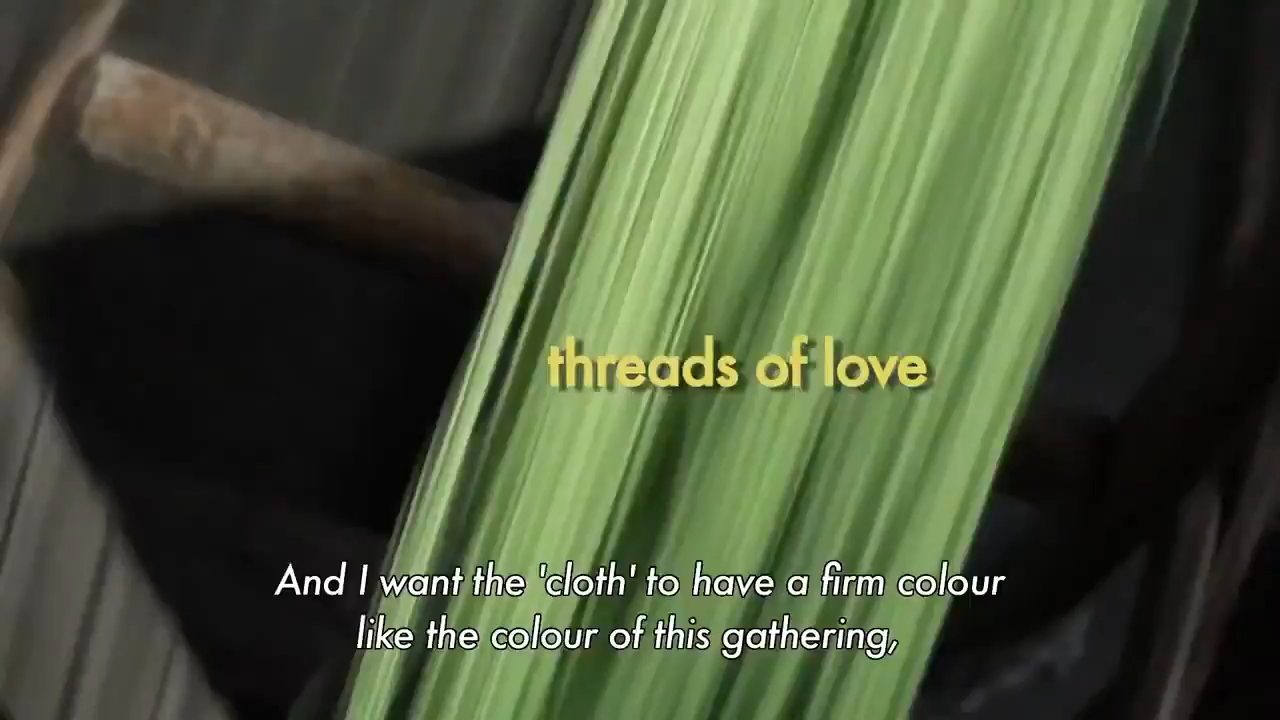 threads of love
And I want the 'cloth' to have a firm colour
like the colour of this gathering,